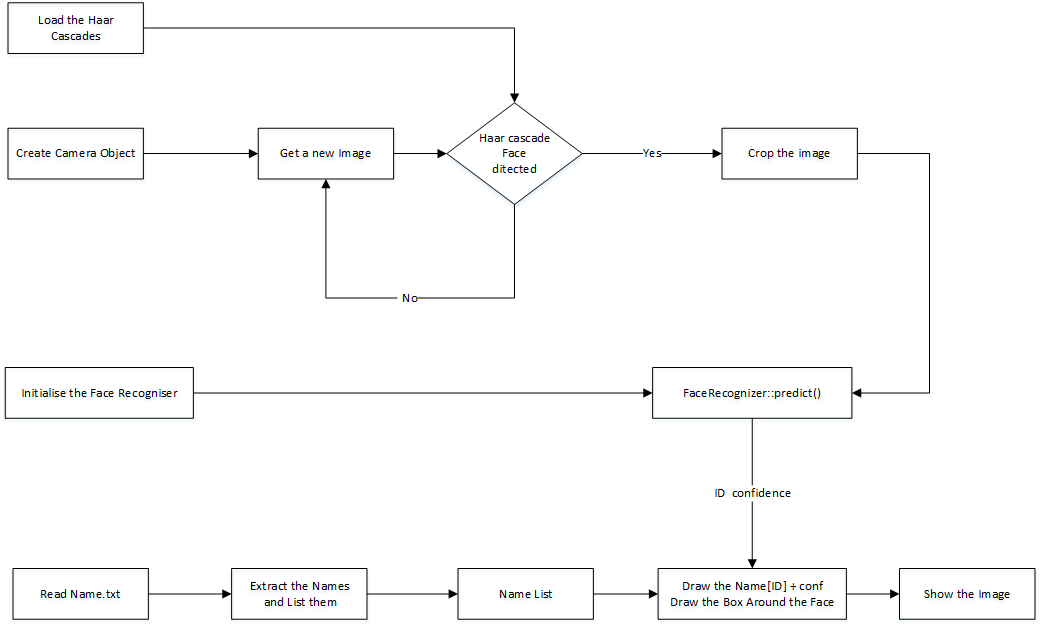 Load the Haar
Cascades
Create Camera Object
Get a new Image
Haar cascade
Face
ditected
Yes
Crop the image
No
Initialise the Face Recogniser
FaceRecognizer::predict()
ID  confidence
Read Name.txt
Extract the Names
and List them
Name List
Draw the Name[ID] + conf
Draw the Box Around the Face
Show the Image